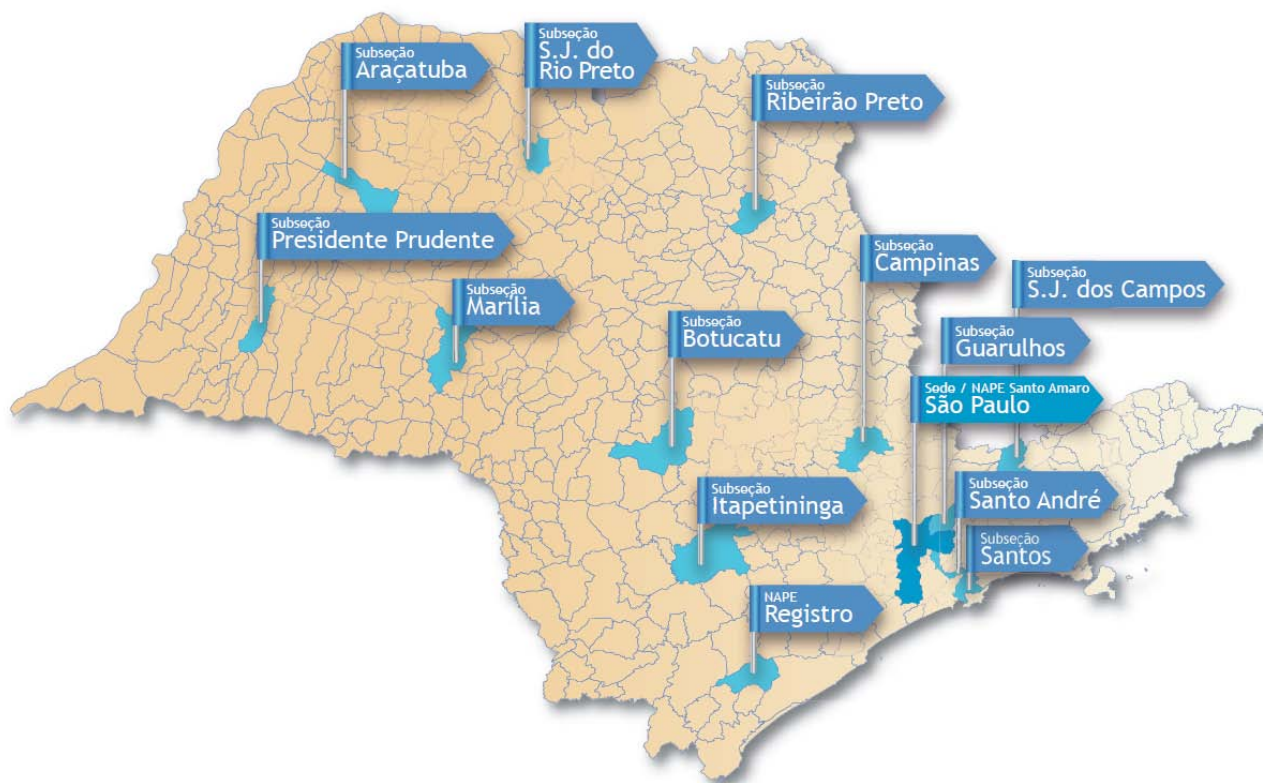 Subseção
Araçatuba
Subseção
S.J. do
Rio Preto
Subseção
Ribeirão Preto
Subseção
Presidente Prudente
Subseção
Campinas
Subseção
S.J. dos Campos
Subseção
Marília
Subseção
Botucatu
Subseção
Guarulhos
Sede / NAPE Santo Amaro
São Paulo
Subseção
Itapetininga
Subseção
Santo André
Subseção
Santos
NAPE
Registro